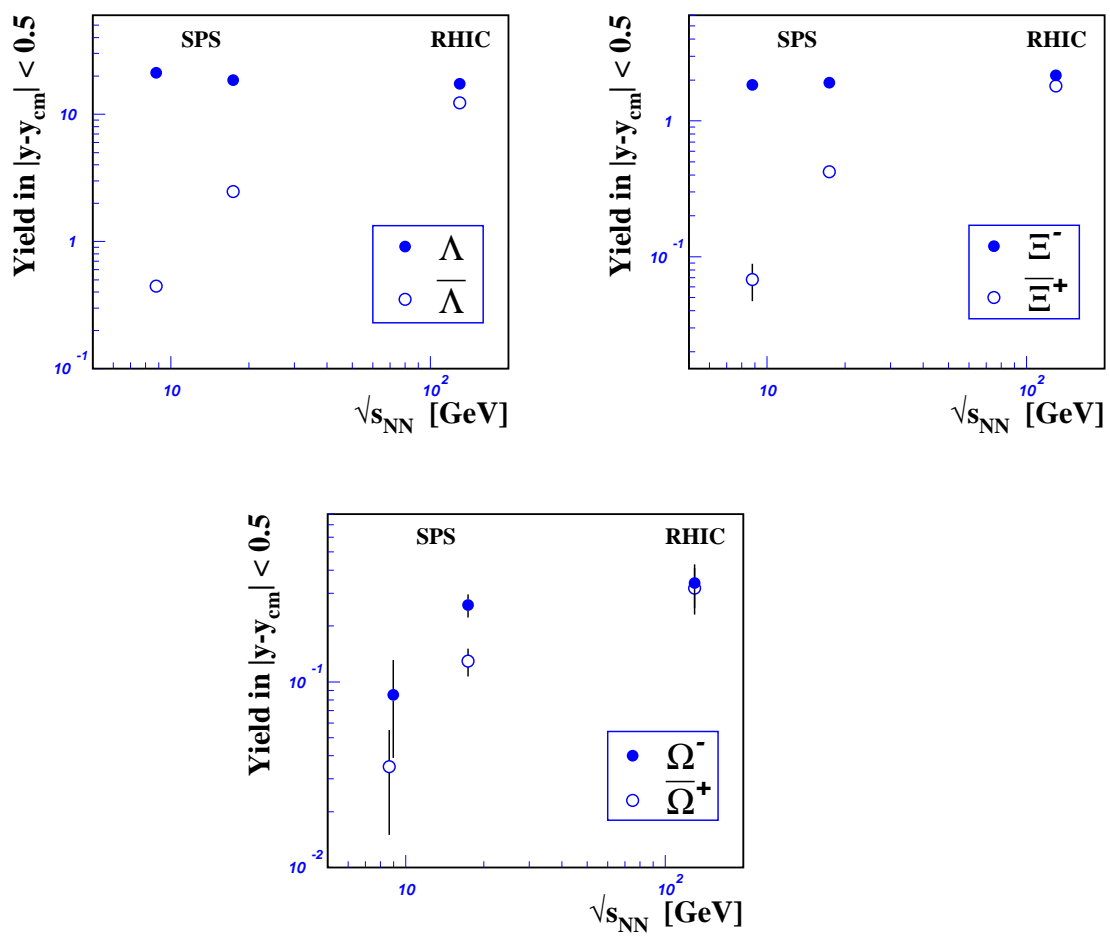 Yield in |y-y_cm| < 0.5
SPS RHIC
10
1
10^-1
Λ
Λ̅
10 10^2
√s_NN [GeV]
Yield in |y-y_cm| < 0.5
SPS RHIC
1
10^-1
Ξ^-
Ξ̅^+
10 10^2
√s_NN [GeV]
Yield in |y-y_cm| < 0.5
SPS RHIC
10^-1
10^-2
Ω^-
Ω̅^+
10 10^2
√s_NN [GeV]